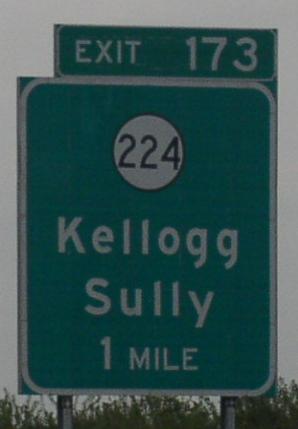 EXIT 173
224
Kellogg
Sully
1 MILE